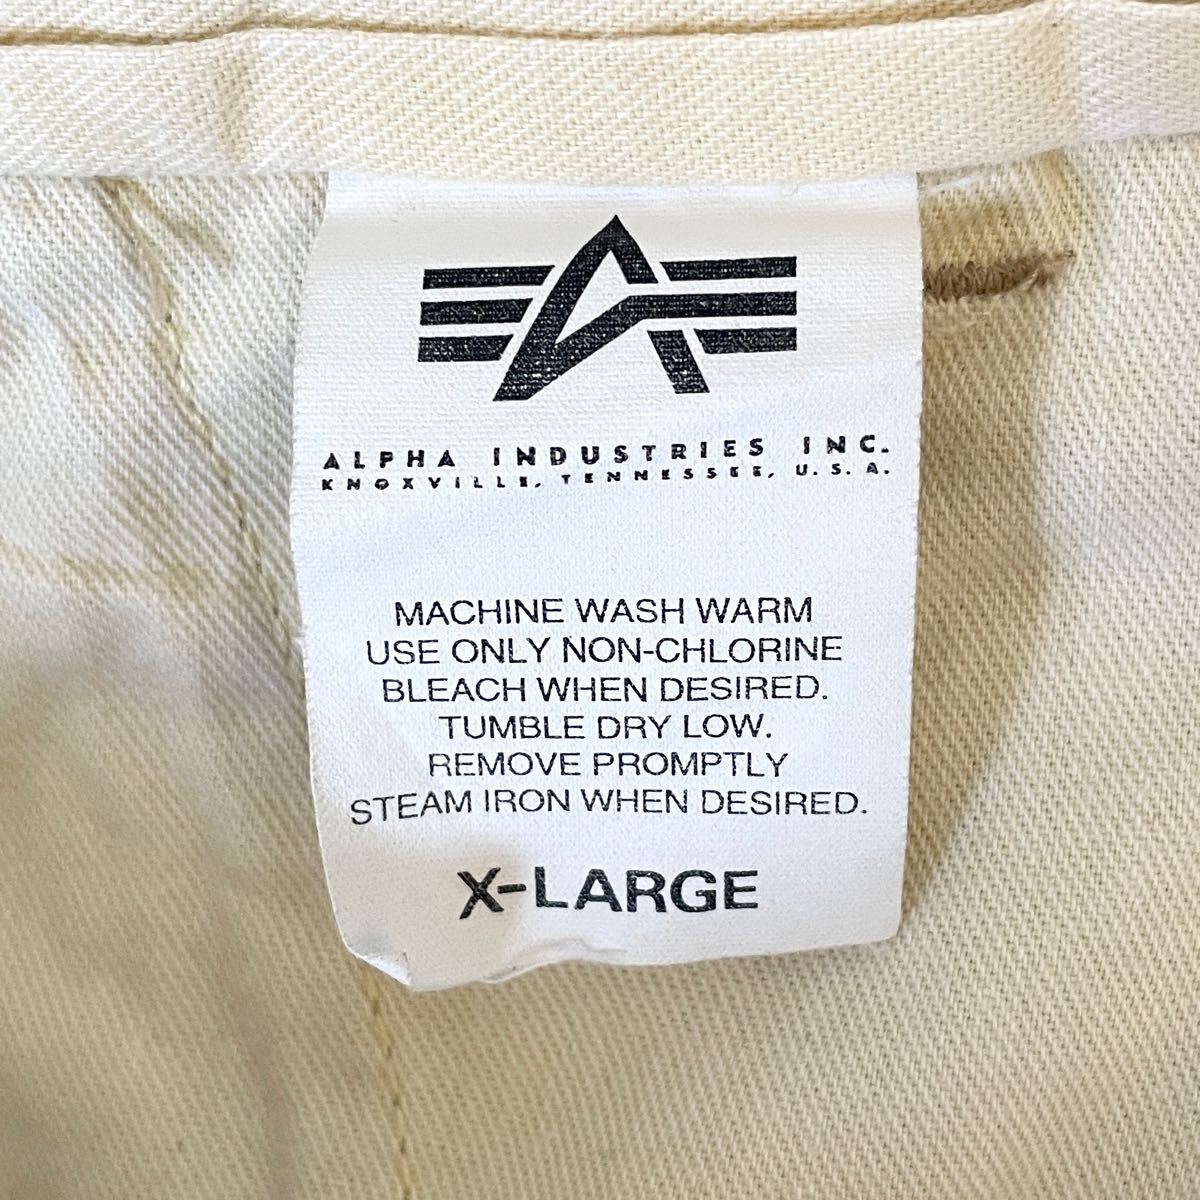 ALPHA INDUSTRIES INC.
KNOXVILLE, TENNESSEE, U.S.A.
MACHINE WASH WARM
USE ONLY NON-CHLORINE
BLEACH WHEN DESIRED.
TUMBLE DRY LOW.
REMOVE PROMPTLY
STEAM IRON WHEN DESIRED.
X-LARGE